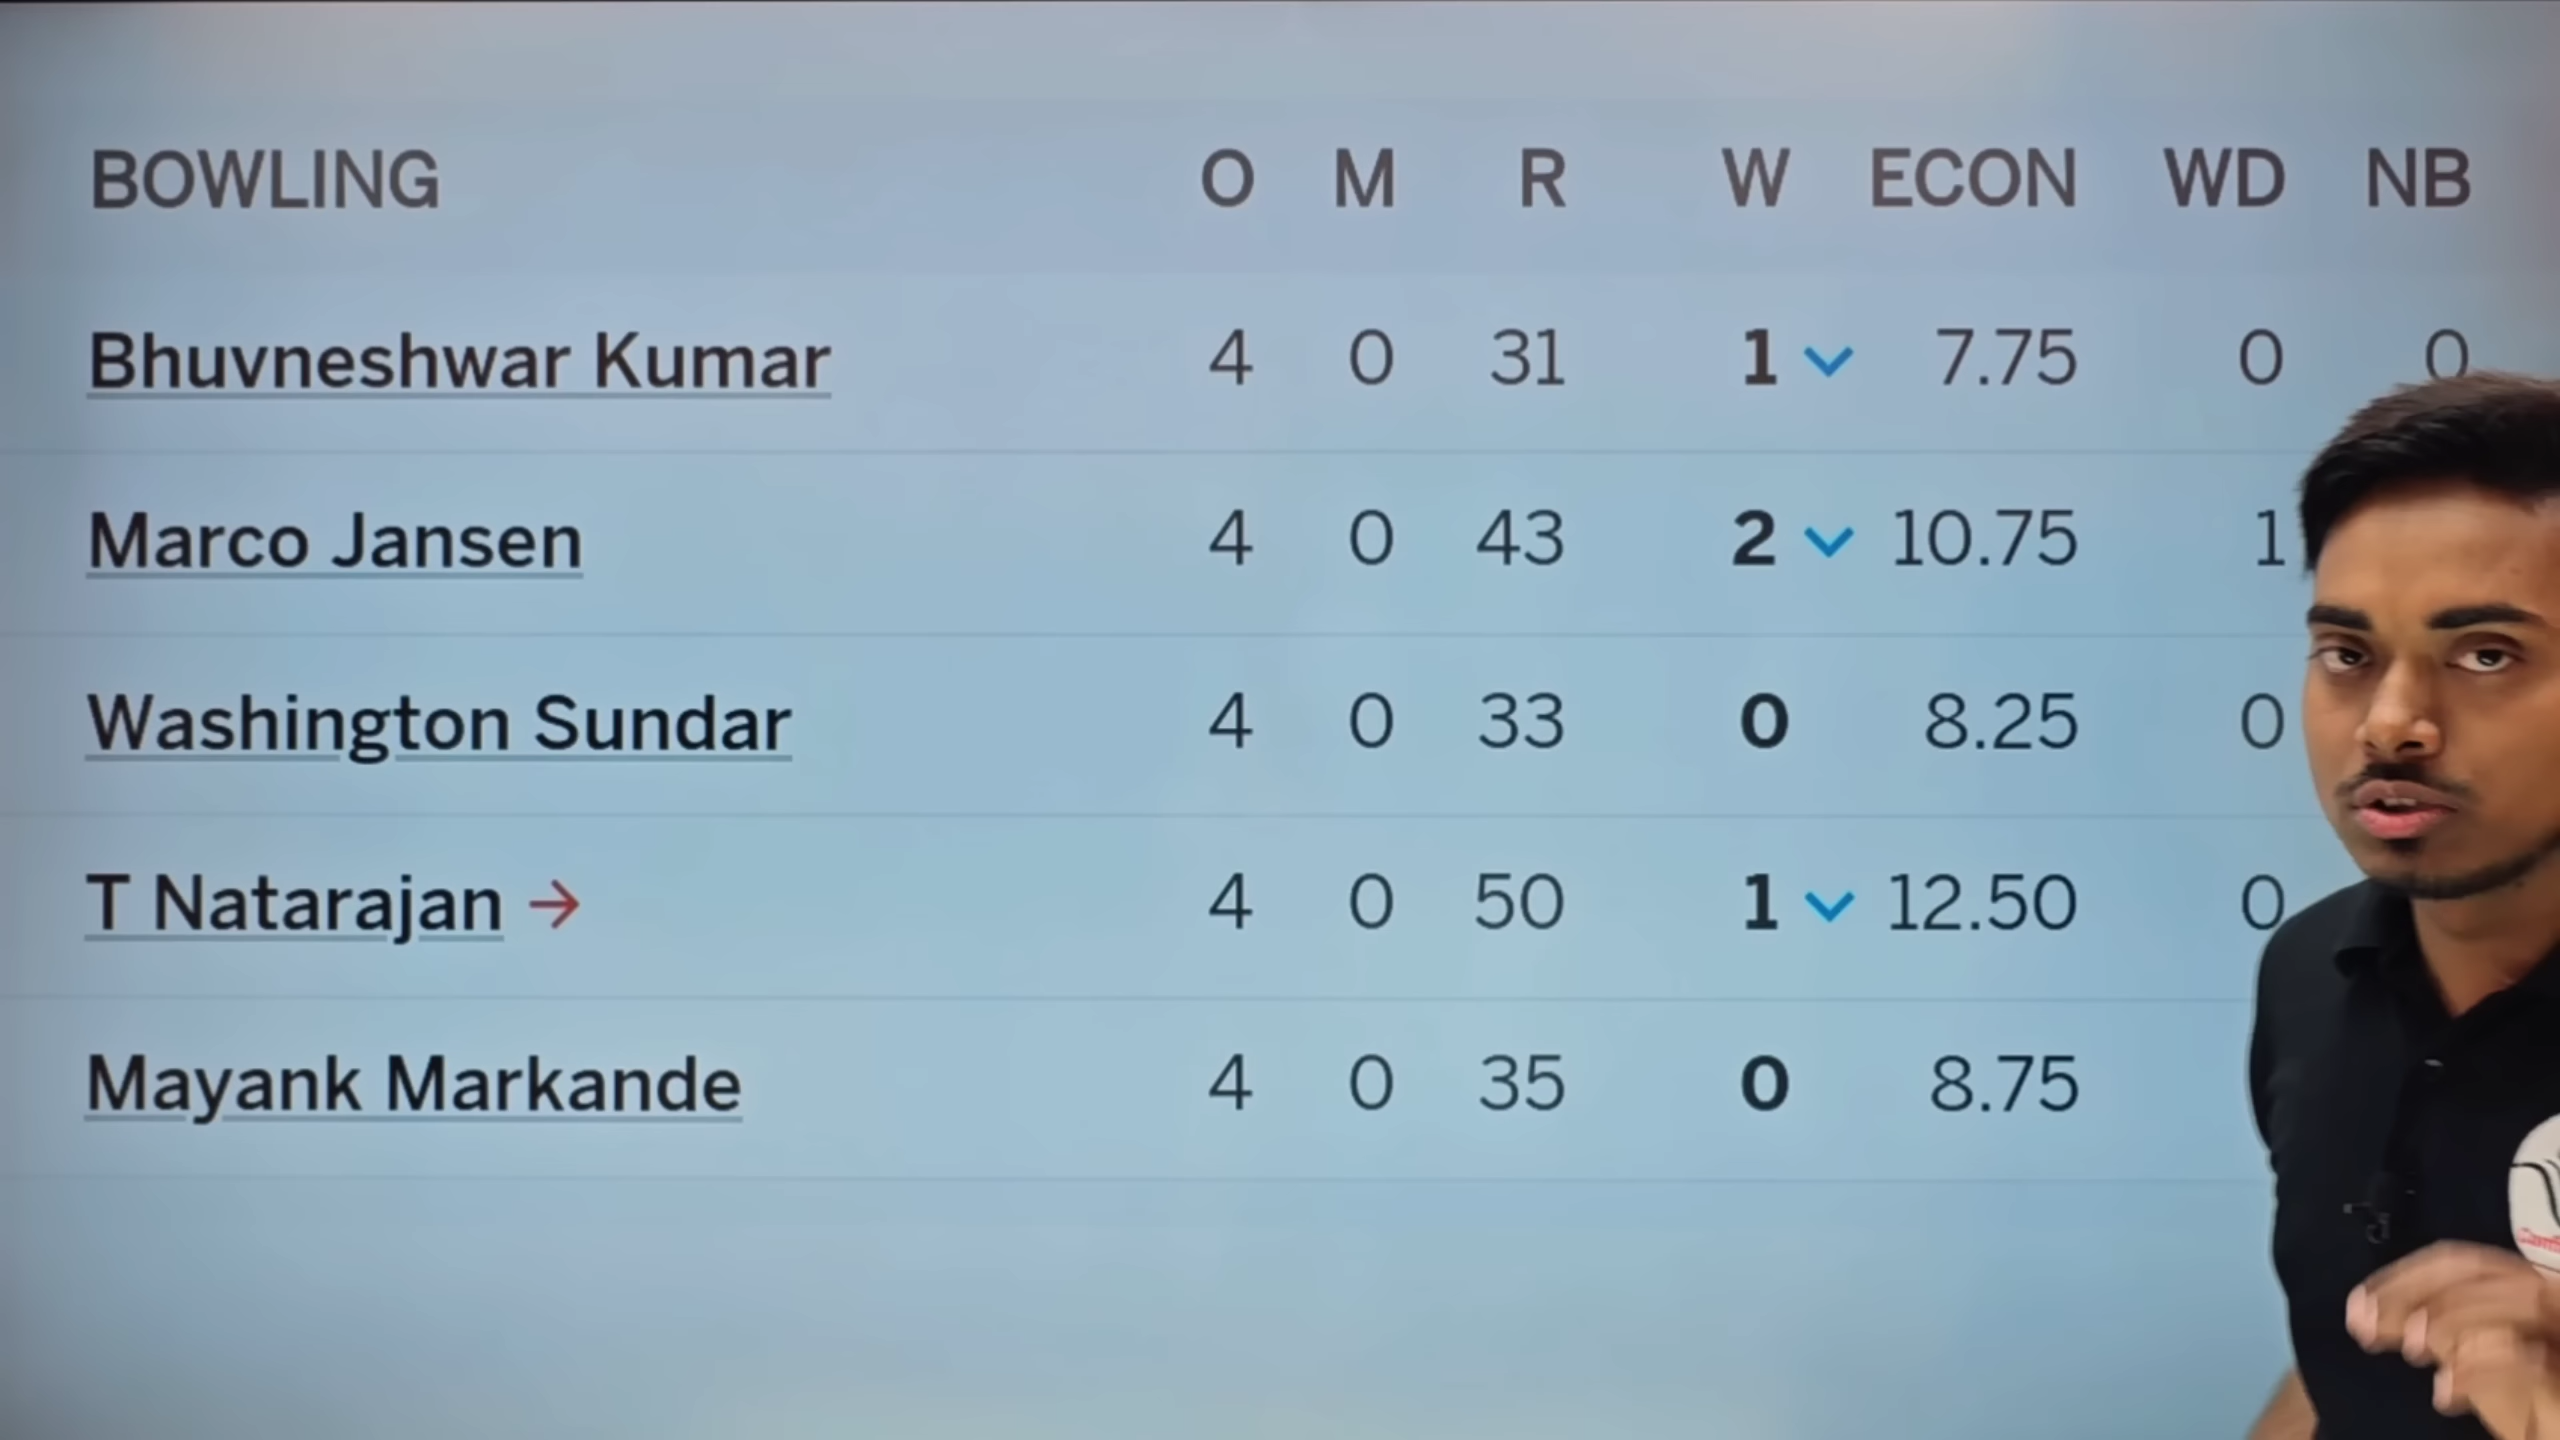 BOWLING O M R W ECON WD NB
Bhuvneshwar Kumar 4 0 31 1 7.75 0 0
Marco Jansen 4 0 43 2 10.75 1
Washington Sundar 4 0 33 0 8.25 0
T Natarajan → 4 0 50 1 12.50 0
Mayank Markande 4 0 35 0 8.75